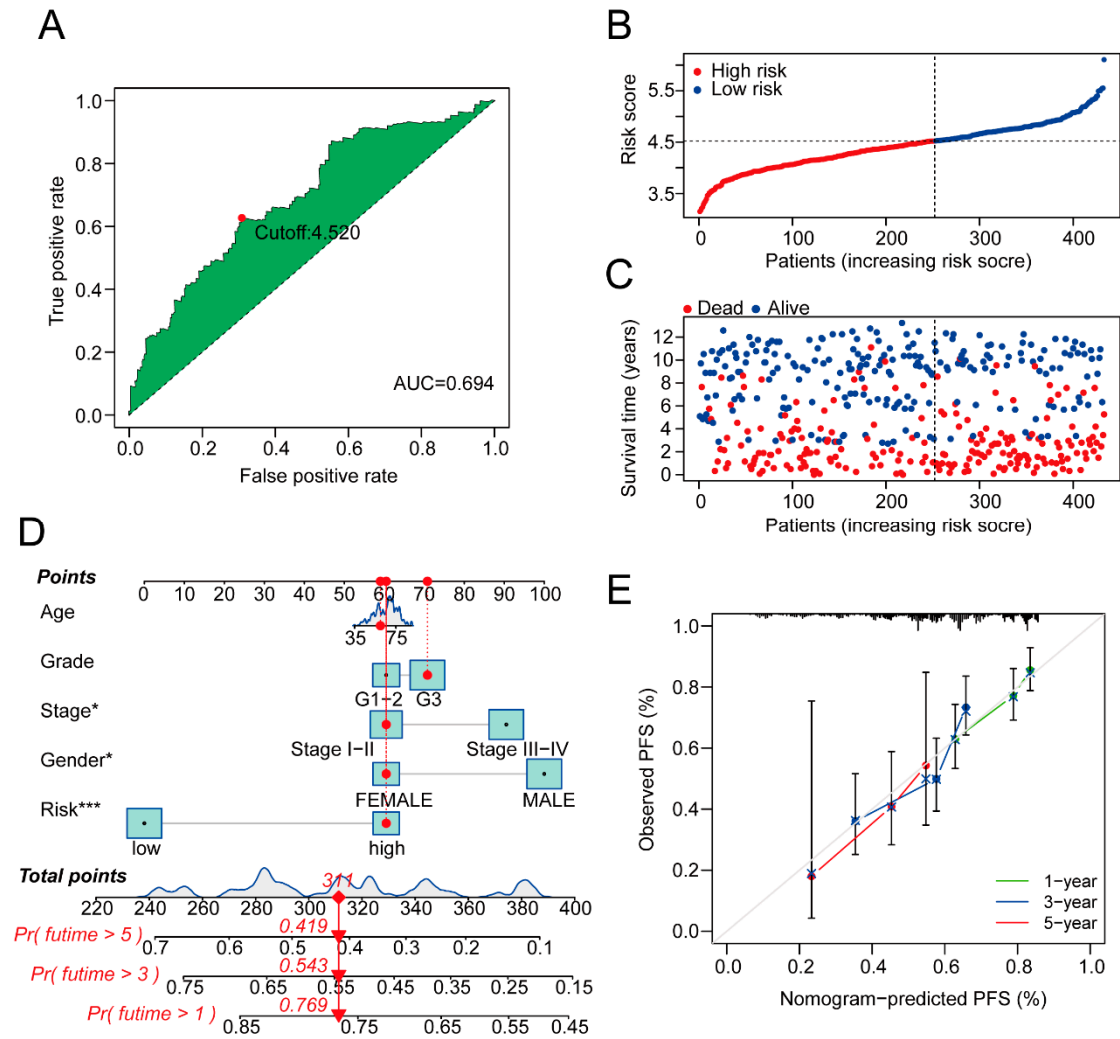 A
True positive rate
1.0
0.8
0.6
0.4
0.2
0.0
Cutoff:4.520
AUC=0.694
0.0 0.2 0.4 0.6 0.8 1.0
False positive rate
B
High risk
Low risk
Risk score
5.5
4.5
3.5
0 100 200 300 400
Patients (increasing risk socre)
C
Dead Alive
Survival time (years)
12
10
8
6
4
2
0
0 100 200 300 400
Patients (increasing risk socre)
D
Points
0 10 20 30 40 50 60 70 80 90 100
Age
35 75
Grade
G1-2 G3
Stage*
Stage I-II Stage III-IV
Gender*
FEMALE MALE
Risk***
low high
Total points
311
220 240 260 280 300 320 340 360 380 400
Pr( futime > 5 )
0.419
0.7 0.6 0.5 0.4 0.3 0.2 0.1
Pr( futime > 3 )
0.543
0.75 0.65 0.55 0.45 0.35 0.25 0.15
Pr( futime > 1 )
0.769
0.85 0.75 0.65 0.55 0.45
E
Observed PFS (%)
1.0
0.8
0.6
0.4
0.2
0.0
1-year
3-year
5-year
0.0 0.2 0.4 0.6 0.8 1.0
Nomogram-predicted PFS (%)